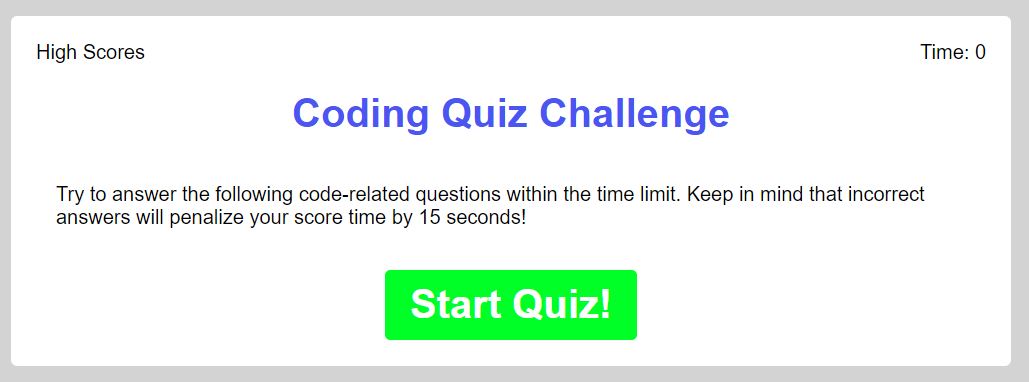 High Scores
Time: 0
Coding Quiz Challenge
Try to answer the following code-related questions within the time limit. Keep in mind that incorrect
answers will penalize your score time by 15 seconds!
Start Quiz!